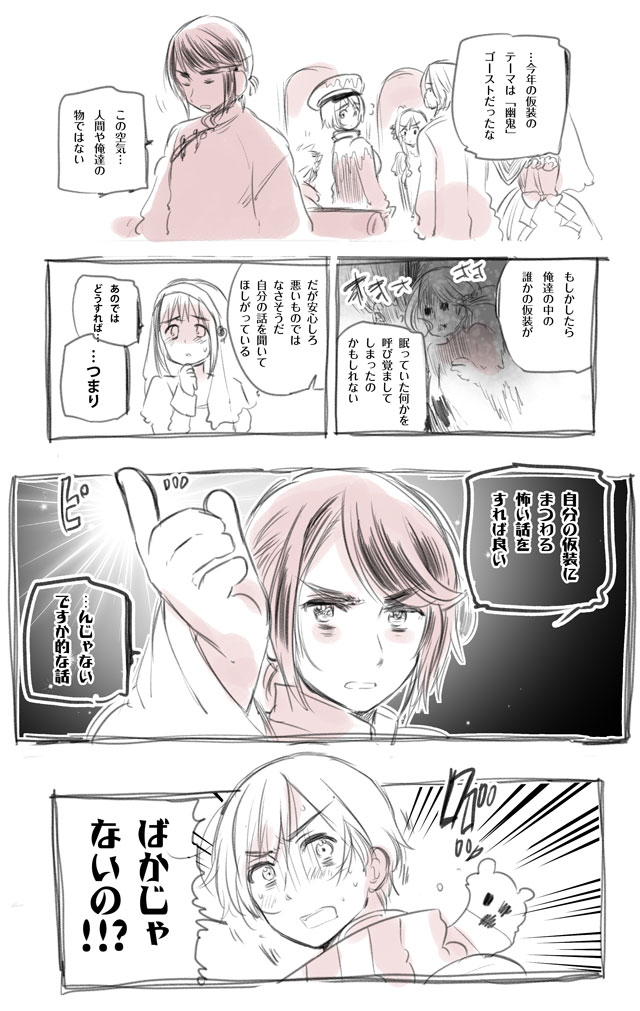 …今年の仮装の
テーマは「幽鬼」
ゴーストだったな
この空気…
人間や俺達の
物ではない
もしかしたら
俺達の中の
誰かの仮装が
眠っていた何かを
呼び覚まして
しまったの
かもしれない
だが安心しろ
悪いものでは
なさそうだ
自分の話を聞いて
ほしがっている
あのでは
どうすれば…
…つまり
自分の仮装に
まつわる
怖い話を
すれば良い
ビ
…んじゃない
ですか的な話
ばかじゃ
ないの!!?